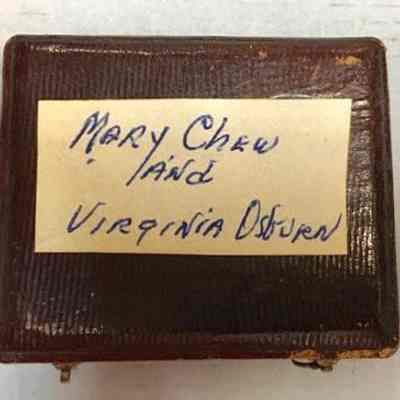 Mary Chew
and
Virginia Osburn